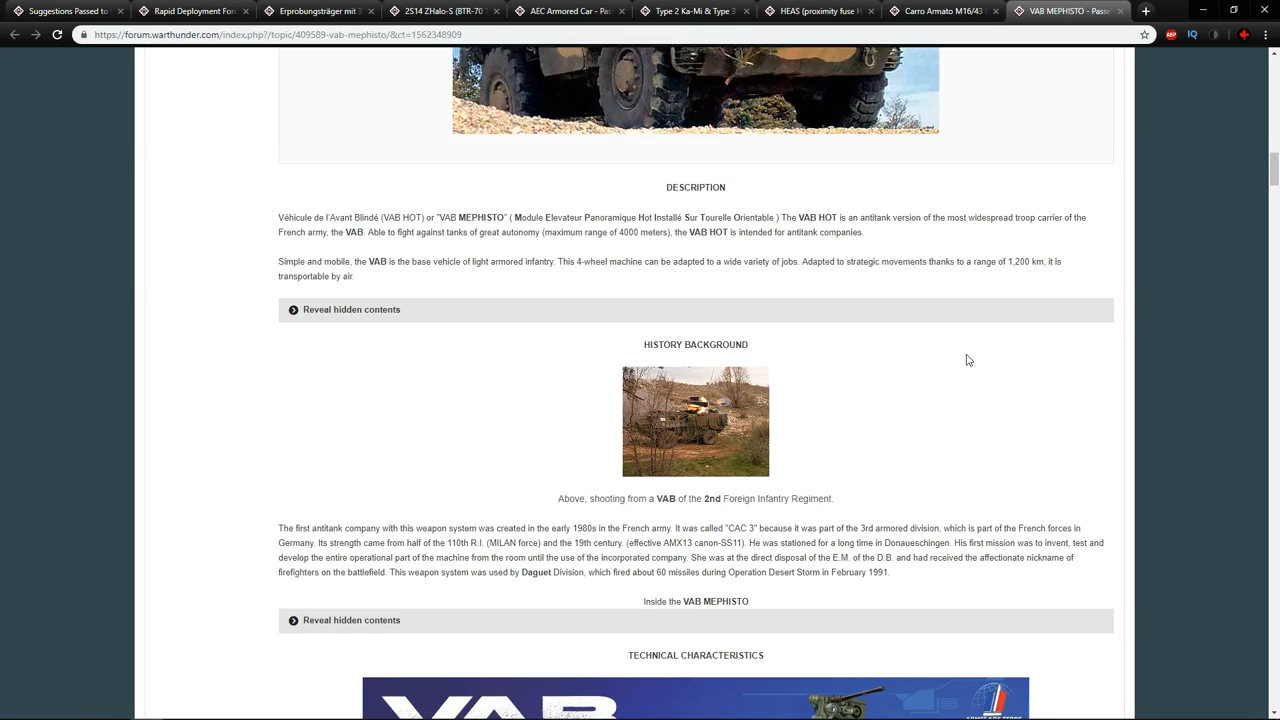 Suggestions Passed to
Rapid Deployment For
Erprobungsträger mit 3
2S14 ZHalo-S (BTR-70
AEC Armored Car - Pas
Type 2 Ka-Mi & Type 3
HEAS (proximity fuse H
Carro Armato M16/43
VAB MEPHISTO - Passe
https://forum.warthunder.com/index.php?/topic/409589-vab-mephisto/&ct=1562348909
ABP
IQ
DESCRIPTION
Véhicule de l'Avant Blindé (VAB HOT) or "VAB MEPHISTO" ( Module Elevateur Panoramique Hot Installé Sur Tourelle Orientable ) The VAB HOT is an antitank version of the most widespread troop carrier of the
French army, the VAB. Able to fight against tanks of great autonomy (maximum range of 4000 meters), the VAB HOT is intended for antitank companies.
Simple and mobile, the VAB is the base vehicle of light armored infantry. This 4-wheel machine can be adapted to a wide variety of jobs. Adapted to strategic movements thanks to a range of 1,200 km, it is
transportable by air.
Reveal hidden contents
HISTORY BACKGROUND
Above, shooting from a VAB of the 2nd Foreign Infantry Regiment.
The first antitank company with this weapon system was created in the early 1980s in the French army. It was called "CAC 3" because it was part of the 3rd armored division, which is part of the French forces in
Germany. Its strength came from half of the 110th R.I. (MILAN force) and the 19th century. (effective AMX13 canon-SS11). He was stationed for a long time in Donaueschingen. His first mission was to invent, test and
develop the entire operational part of the machine from the room until the use of the incorporated company. She was at the direct disposal of the E.M. of the D.B. and had received the affectionate nickname of
firefighters on the battlefield. This weapon system was used by Daguet Division, which fired about 60 missiles during Operation Desert Storm in February 1991.
Inside the VAB MEPHISTO
Reveal hidden contents
TECHNICAL CHARACTERISTICS
VAB